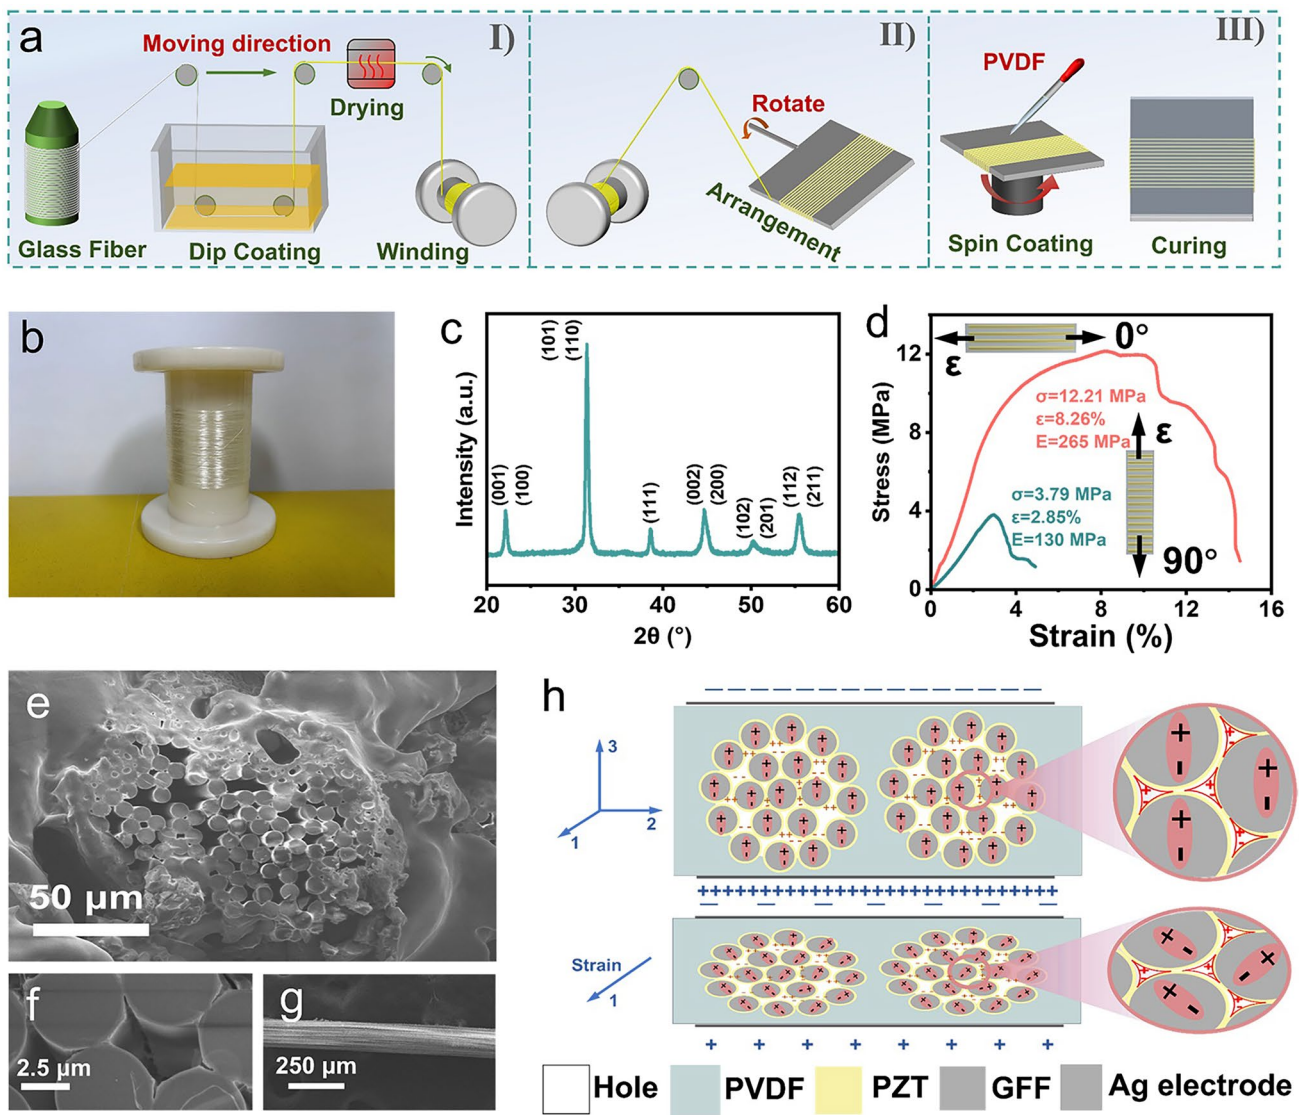 a
I)
II)
III)
Moving direction
Drying
Glass Fiber
Dip Coating
Winding
Rotate
Arrangement
PVDF
Spin Coating
Curing
b
c
Intensity (a.u.)
(001)
(100)
(101)
(110)
(111)
(002)
(200)
(102)
(201)
(112)
(211)
20 30 40 50 60
2θ (°)
d
Stress (MPa)
12
8
4
0
0 4 8 12 16
Strain (%)
ε
0°
σ=12.21 MPa
ε=8.26%
E=265 MPa
ε
σ=3.79 MPa
ε=2.85%
E=130 MPa
90°
e
50 µm
f
2.5 µm
g
250 µm
h
3
2
1
Strain
1
Hole
PVDF
PZT
GFF
Ag electrode